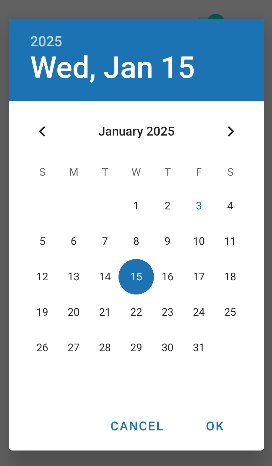 2025
Wed, Jan 15
January 2025
S M T W T F S
1 2 3 4
5 6 7 8 9 10 11
12 13 14 15 16 17 18
19 20 21 22 23 24 25
26 27 28 29 30 31
CANCEL OK